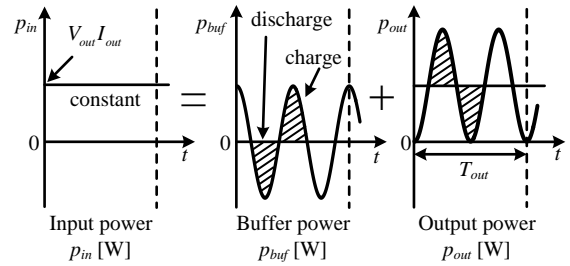 p_in
V_out I_out
constant
0
t
Input power
p_in [W]
=
p_buf
discharge
charge
0
t
Buffer power
p_buf [W]
+
p_out
0
t
T_out
Output power
p_out [W]